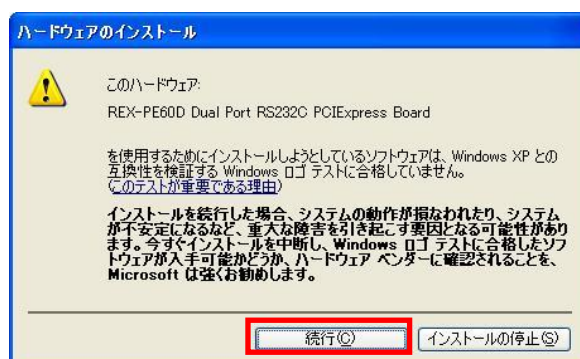 ハードウェアのインストール
このハードウェア:
REX-PE60D Dual Port RS232C PCIExpress Board
を使用するためにインストールしようとしているソフトウェアは、Windows XP との
互換性を検証する Windows ロゴ テストに合格していません。
(このテストが重要である理由)
インストールを続行した場合、システムの動作が損なわれたり、システム
が不安定になるなど、重大な障害を引き起こす要因となる可能性があり
ます。今すぐインストールを中断し、Windows ロゴ テストに合格したソフ
トウェアが入手可能かどうか、ハードウェア ベンダーに確認されることを、
Microsoft は強くお勧めします。
続行(C) インストールの停止(S)